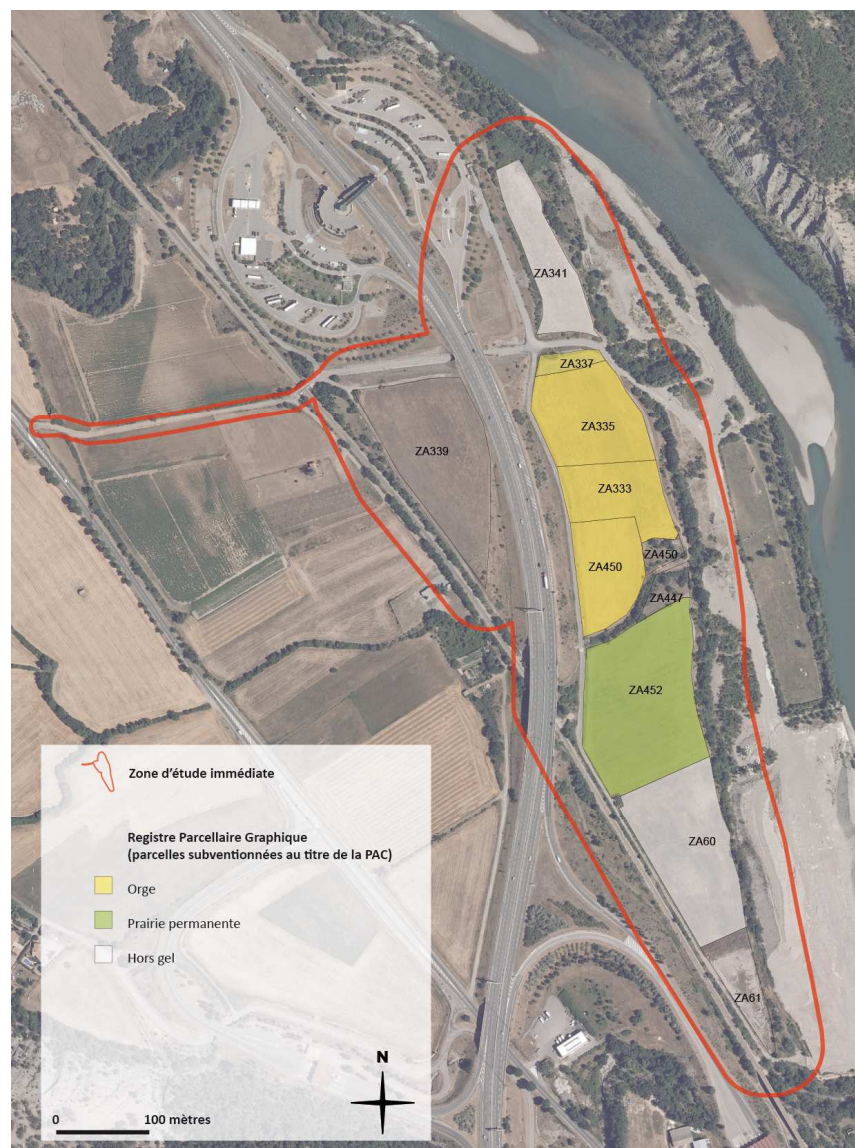 ZA341
ZA337
ZA335
ZA339
ZA333
ZA450
ZA450
ZA447
ZA452
ZA60
ZA61
Zone d'étude immédiate
Registre Parcellaire Graphique
(parcelles subventionnées au titre de la PAC)
Orge
Prairie permanente
Hors gel
N
0 100 mètres